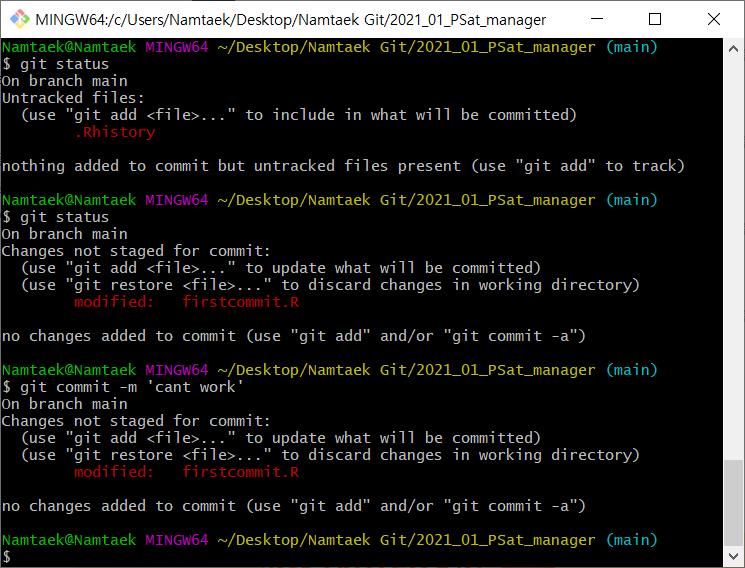 MINGW64:/c/Users/Namtaek/Desktop/Namtaek Git/2021_01_PSat_manager
Namtaek@Namtaek MINGW64 ~/Desktop/Namtaek Git/2021_01_PSat_manager (main)
$ git status
On branch main
Untracked files:
  (use "git add <file>..." to include in what will be committed)
        .Rhistory

nothing added to commit but untracked files present (use "git add" to track)

Namtaek@Namtaek MINGW64 ~/Desktop/Namtaek Git/2021_01_PSat_manager (main)
$ git status
On branch main
Changes not staged for commit:
  (use "git add <file>..." to update what will be committed)
  (use "git restore <file>..." to discard changes in working directory)
        modified:   firstcommit.R

no changes added to commit (use "git add" and/or "git commit -a")

Namtaek@Namtaek MINGW64 ~/Desktop/Namtaek Git/2021_01_PSat_manager (main)
$ git commit -m 'cant work'
On branch main
Changes not staged for commit:
  (use "git add <file>..." to update what will be committed)
  (use "git restore <file>..." to discard changes in working directory)
        modified:   firstcommit.R

no changes added to commit (use "git add" and/or "git commit -a")

Namtaek@Namtaek MINGW64 ~/Desktop/Namtaek Git/2021_01_PSat_manager (main)
$